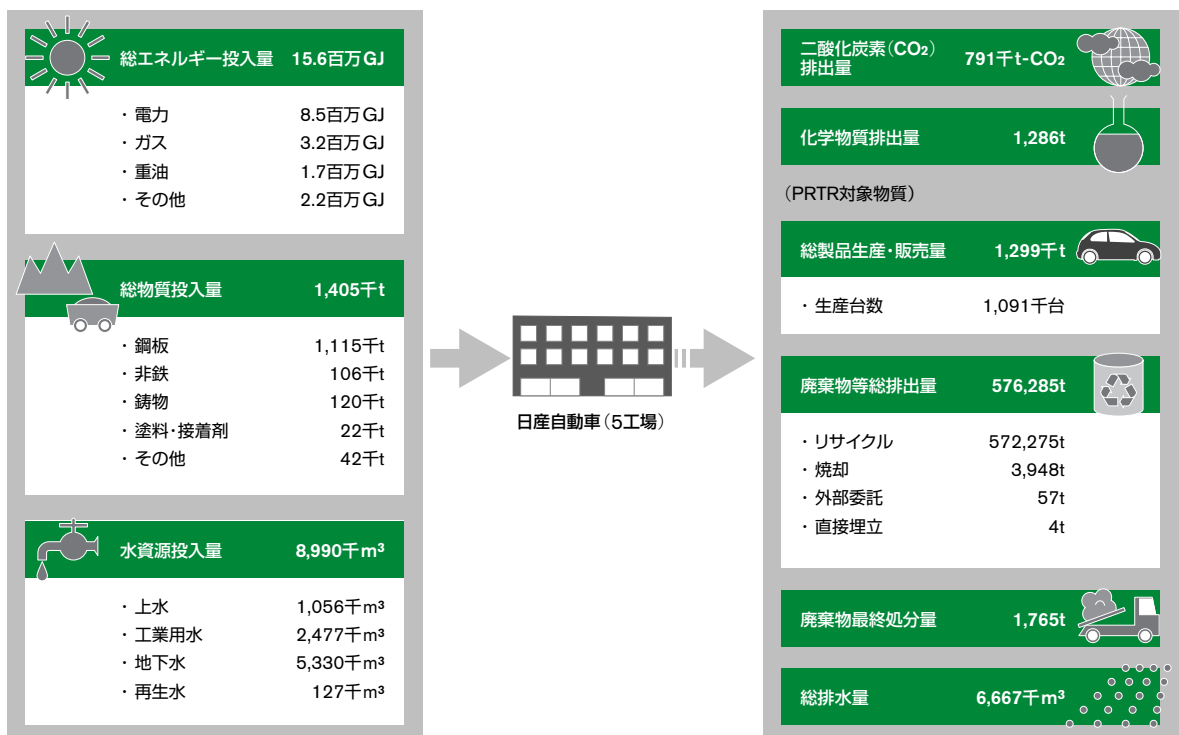 総エネルギー投入量 15.6百万GJ
・電力 8.5百万GJ
・ガス 3.2百万GJ
・重油 1.7百万GJ
・その他 2.2百万GJ
総物質投入量 1,405千t
・鋼板 1,115千t
・非鉄 106千t
・鋳物 120千t
・塗料・接着剤 22千t
・その他 42千t
水資源投入量 8,990千m³
・上水 1,056千m³
・工業用水 2,477千m³
・地下水 5,330千m³
・再生水 127千m³
日産自動車（5工場）
二酸化炭素（CO₂）
排出量 791千t-CO₂
化学物質排出量 1,286t
（PRTR対象物質）
総製品生産・販売量 1,299千t
・生産台数 1,091千台
廃棄物等総排出量 576,285t
・リサイクル 572,275t
・焼却 3,948t
・外部委託 57t
・直接埋立 4t
廃棄物最終処分量 1,765t
総排水量 6,667千m³